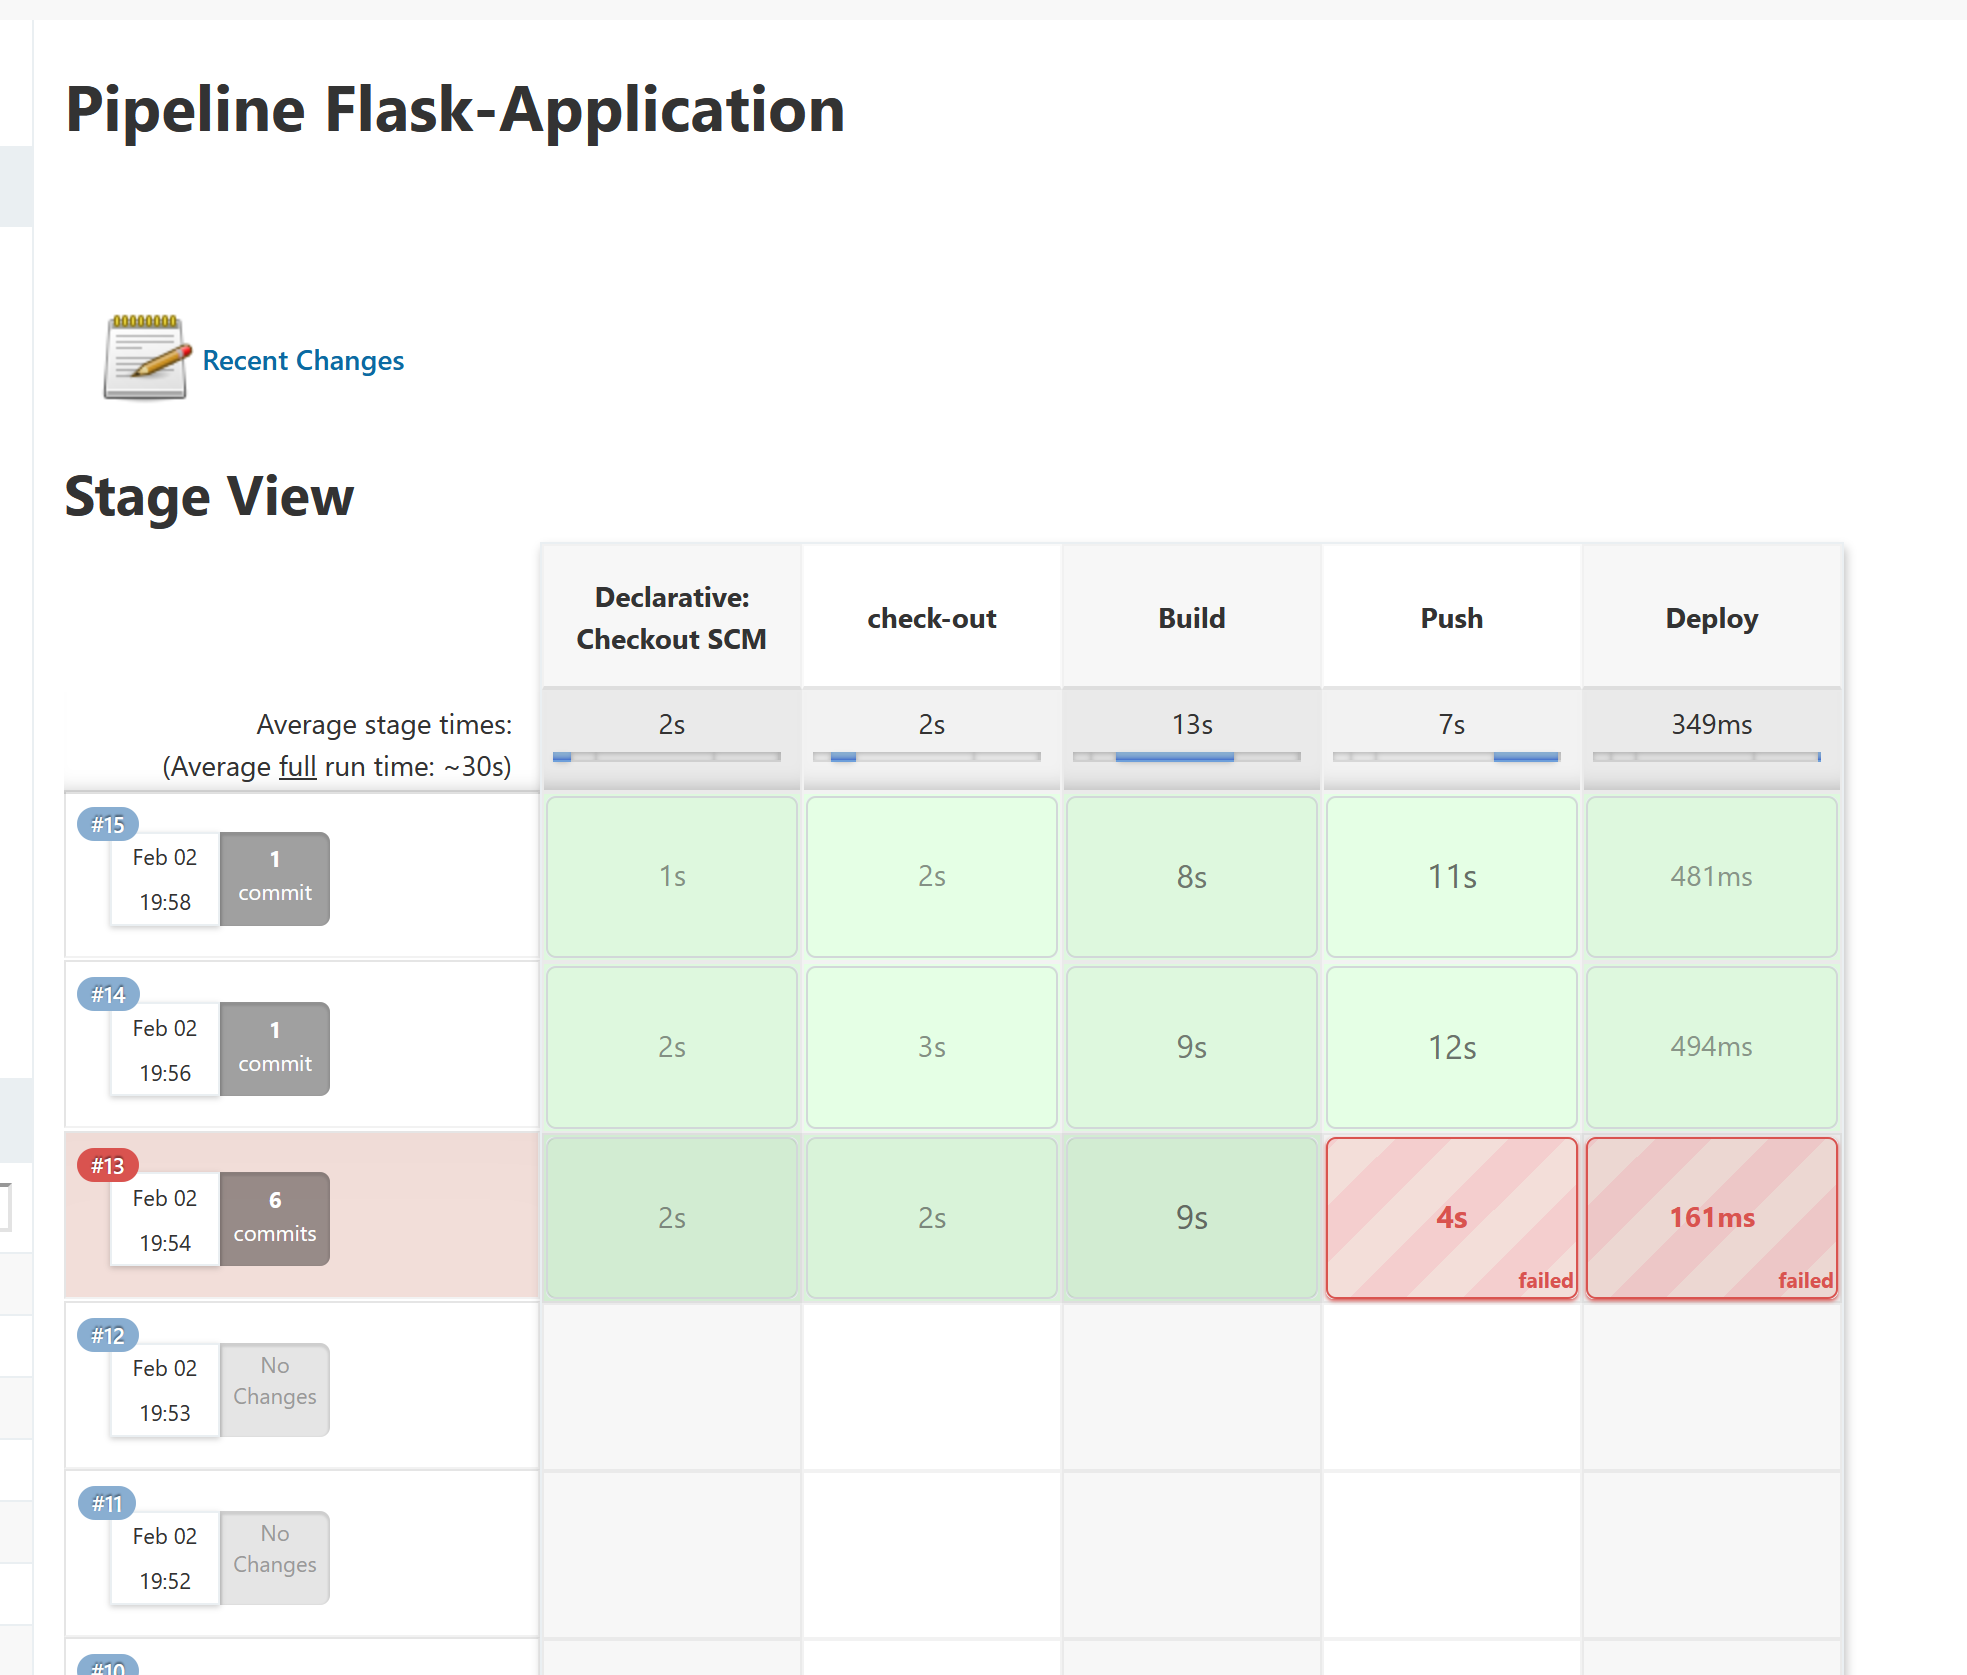 Pipeline Flask-Application
Recent Changes
Stage View
Declarative:
Checkout SCM
check-out
Build
Push
Deploy
Average stage times:
(Average full run time: ~30s)
2s
2s
13s
7s
349ms
#15
Feb 02
19:58
1
commit
1s
2s
8s
11s
481ms
#14
Feb 02
19:56
1
commit
2s
3s
9s
12s
494ms
#13
Feb 02
19:54
6
commits
2s
2s
9s
4s
failed
161ms
failed
#12
Feb 02
19:53
No
Changes
#11
Feb 02
19:52
No
Changes
#10